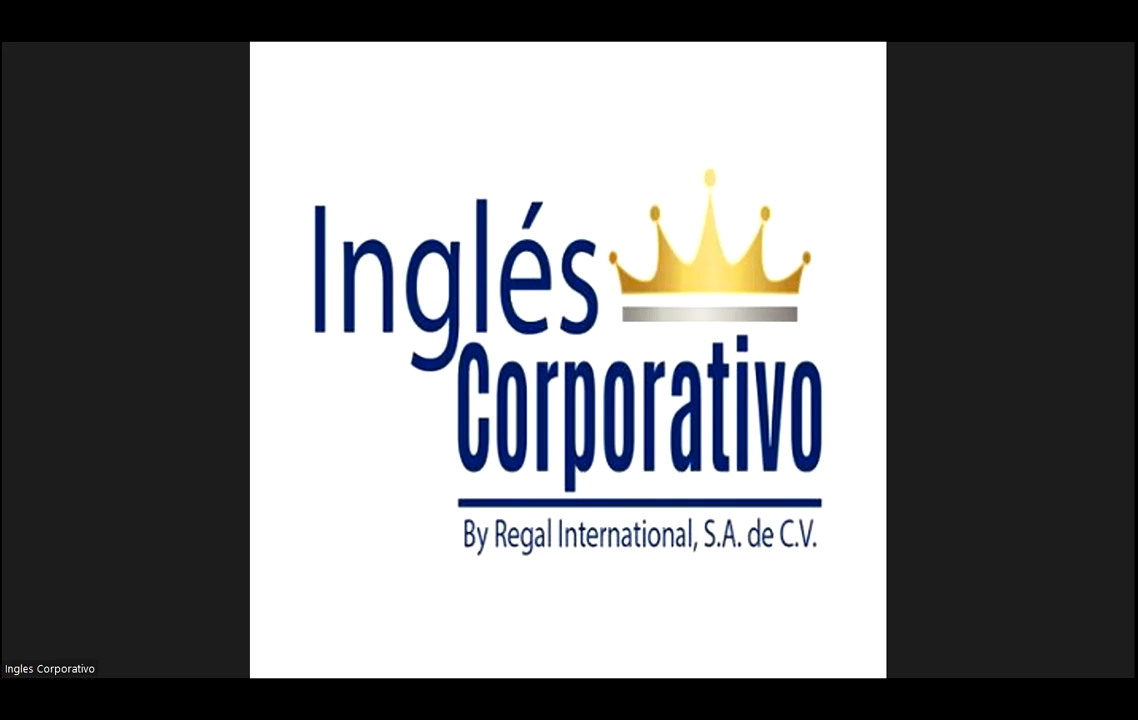 Inglés
Corporativo
By Regal International, S.A. de C.V.
Ingles Corporativo